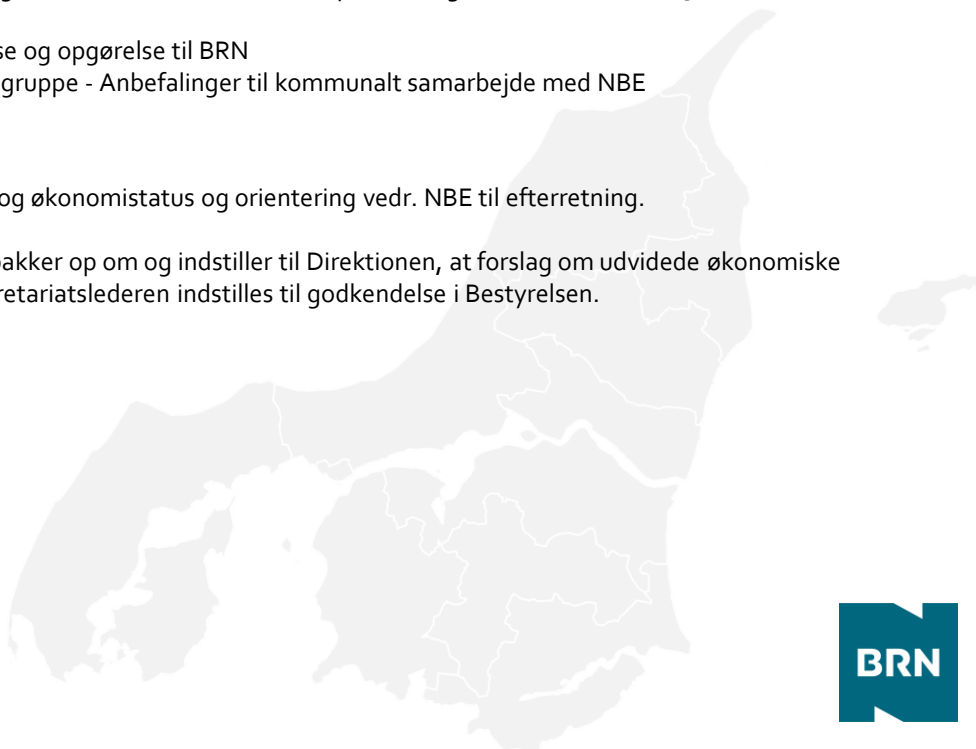 se og opgørelse til BRN
gruppe - Anbefalinger til kommunalt samarbejde med NBE
og økonomistatus og orientering vedr. NBE til efterretning.
bakker op om og indstiller til Direktionen, at forslag om udvidede økonomiske
retariatslederen indstilles til godkendelse i Bestyrelsen.
BRN